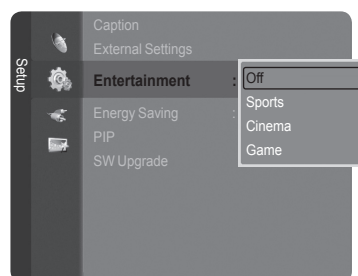 Setup
Caption
External Settings
Entertainment : Off
Sports
Energy Saving :
Cinema
PIP
Game
SW Upgrade